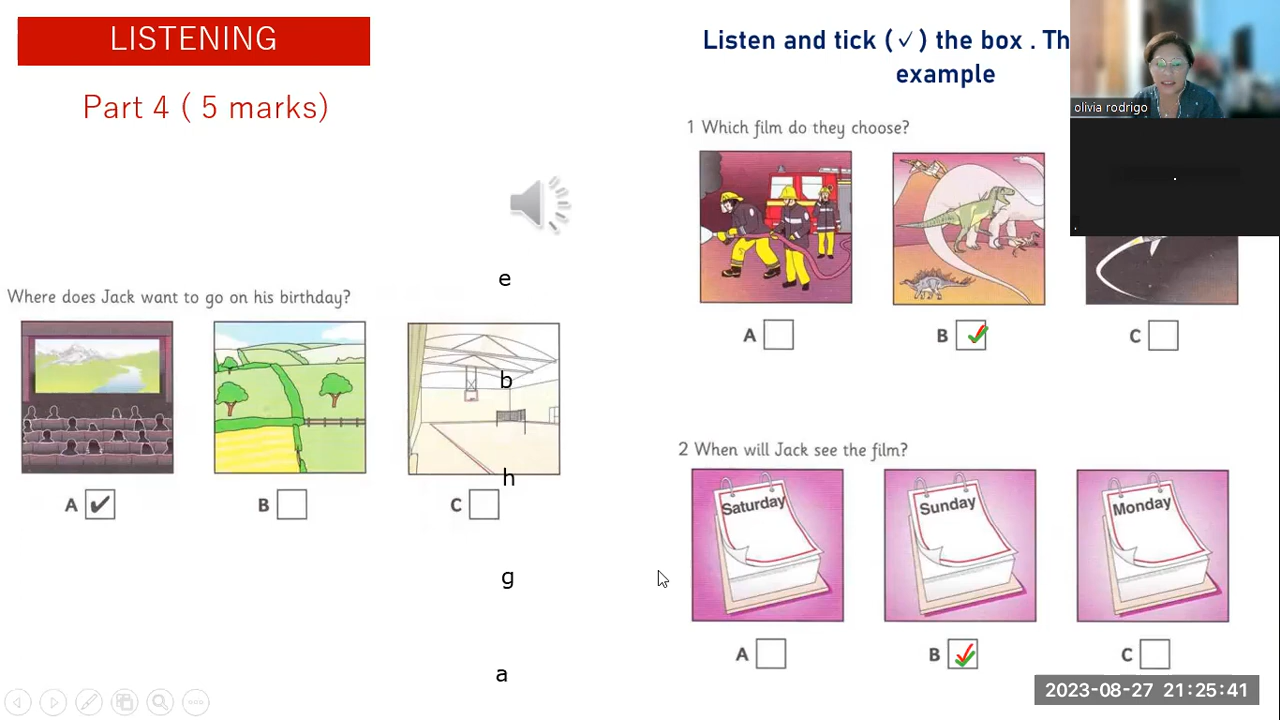 LISTENING
Part 4 ( 5 marks)
Where does Jack want to go on his birthday?
A ✔
B
C
e
b
h
g
a
Listen and tick (✓) the box . Th
example
1 Which film do they choose?
A
B ✓
C
2 When will Jack see the film?
Saturday
Sunday
Monday
A
B ✓
C
olivia rodrigo
2023-08-27 21:25:41